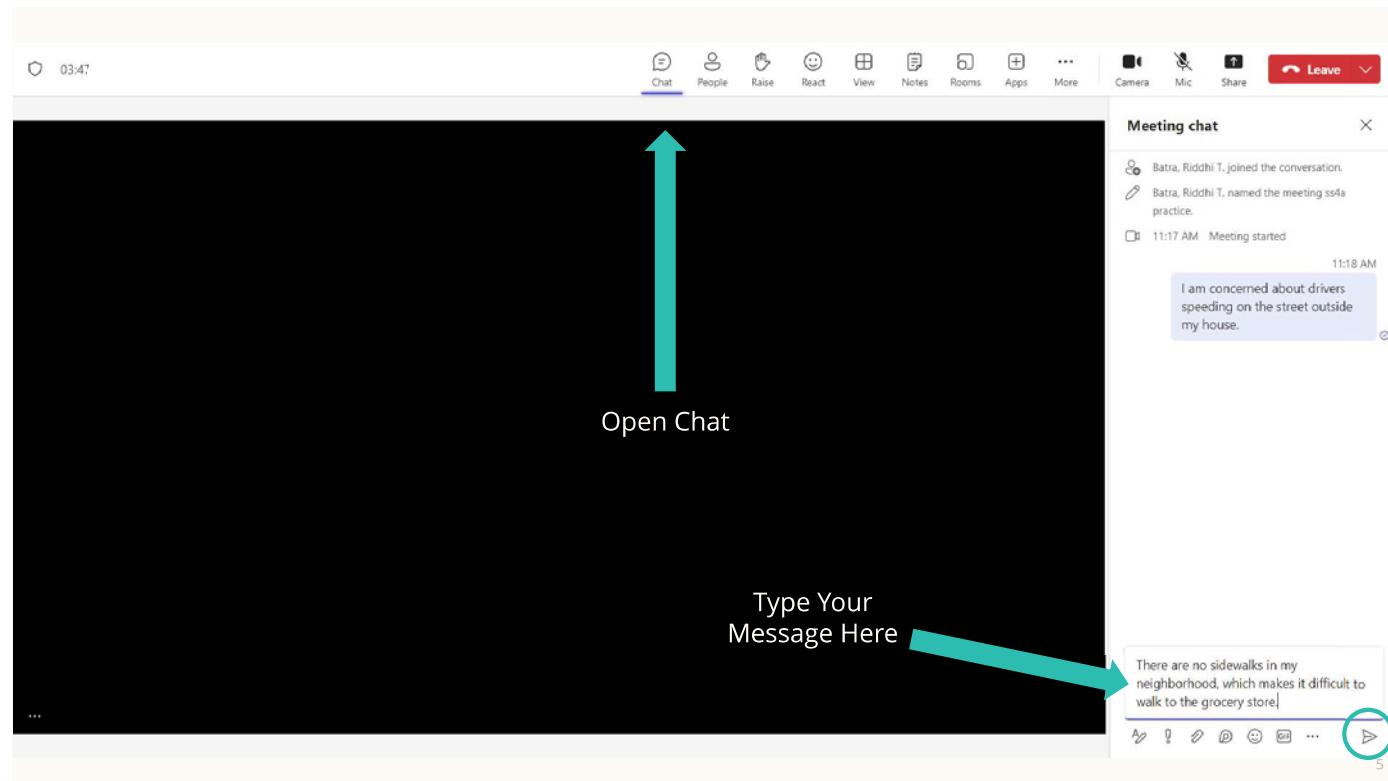 03:47
Chat
People
Raise
React
View
Notes
Rooms
Apps
More
Camera
Mic
Share
Leave
Meeting chat
Batra, Riddhi T. joined the conversation.
Batra, Riddhi T. named the meeting ss4a
practice.
11:17 AM Meeting started
11:18 AM
I am concerned about drivers
speeding on the street outside
my house.
Open Chat
Type Your
Message Here
There are no sidewalks in my
neighborhood, which makes it difficult to
walk to the grocery store.
GIF
5